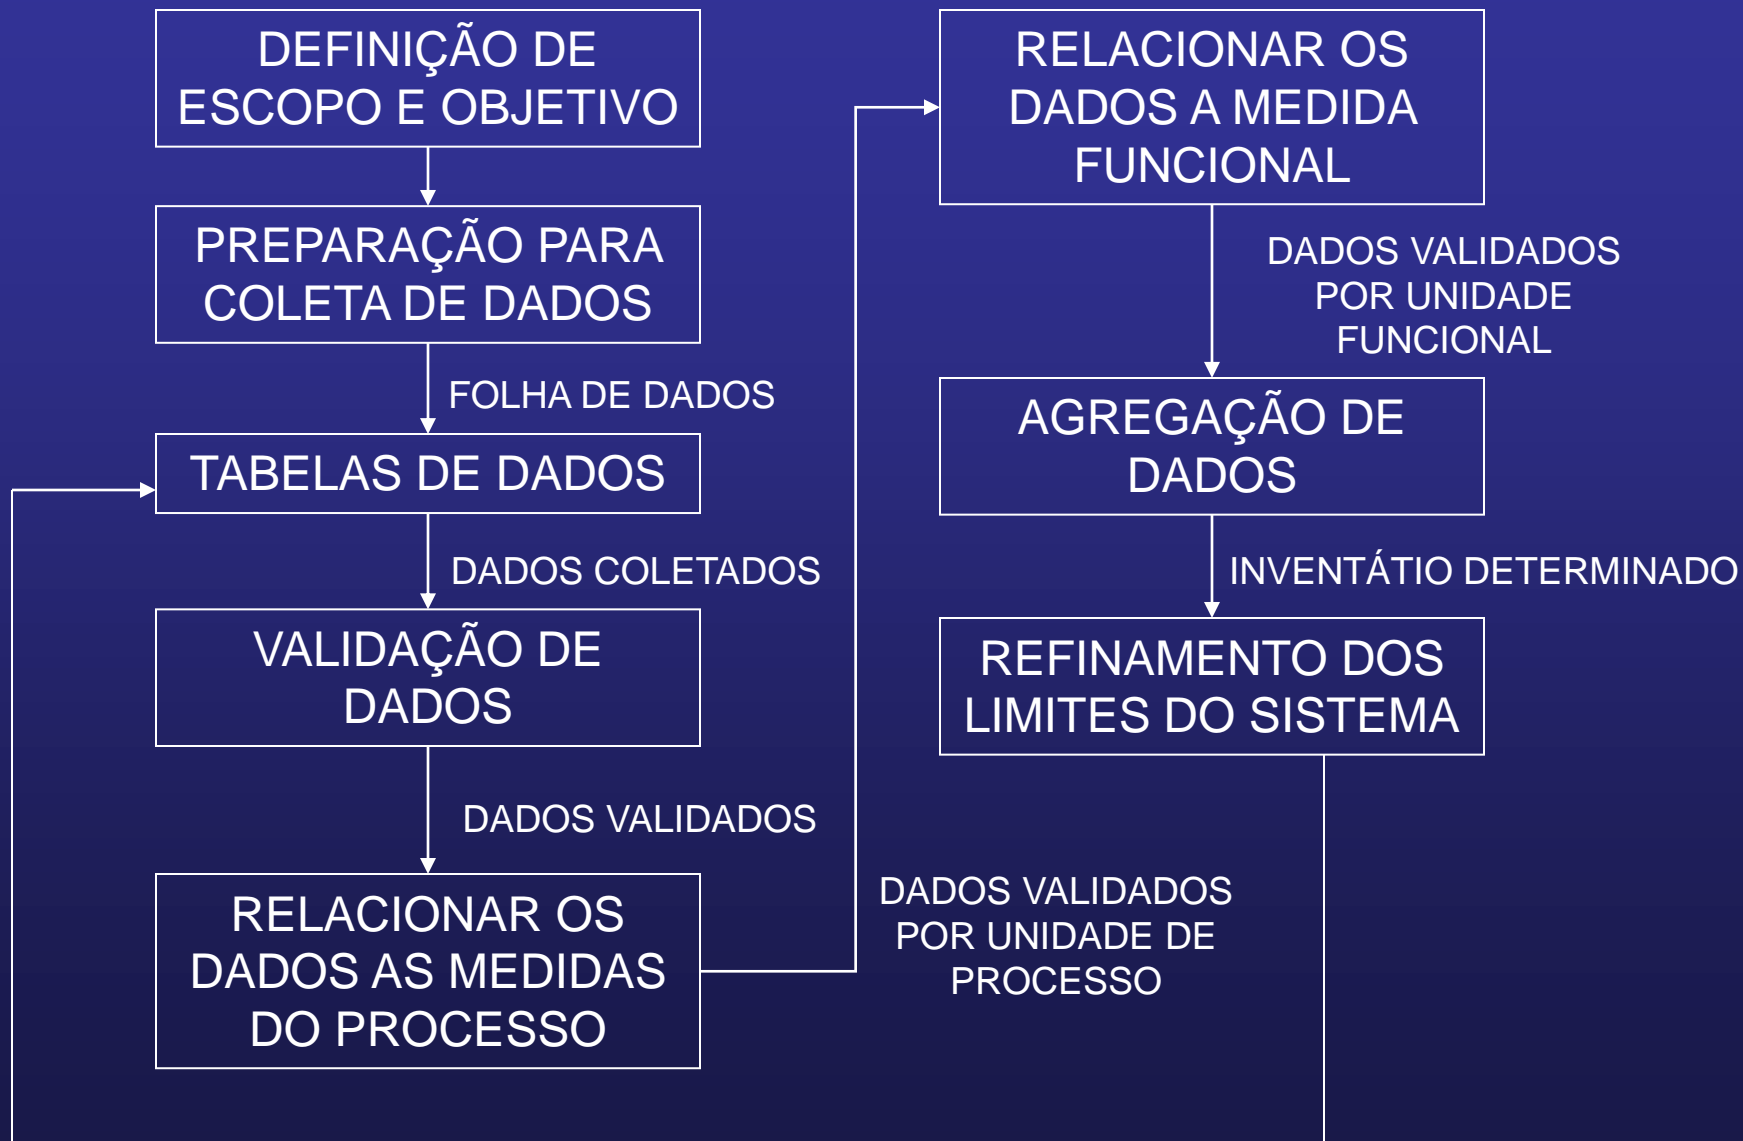 DEFINIÇÃO DE
ESCOPO E OBJETIVO
PREPARAÇÃO PARA
COLETA DE DADOS
FOLHA DE DADOS
TABELAS DE DADOS
DADOS COLETADOS
VALIDAÇÃO DE
DADOS
DADOS VALIDADOS
RELACIONAR OS
DADOS AS MEDIDAS
DO PROCESSO
DADOS VALIDADOS
POR UNIDADE DE
PROCESSO
RELACIONAR OS
DADOS A MEDIDA
FUNCIONAL
DADOS VALIDADOS
POR UNIDADE
FUNCIONAL
AGREGAÇÃO DE
DADOS
INVENTÁTIO DETERMINADO
REFINAMENTO DOS
LIMITES DO SISTEMA